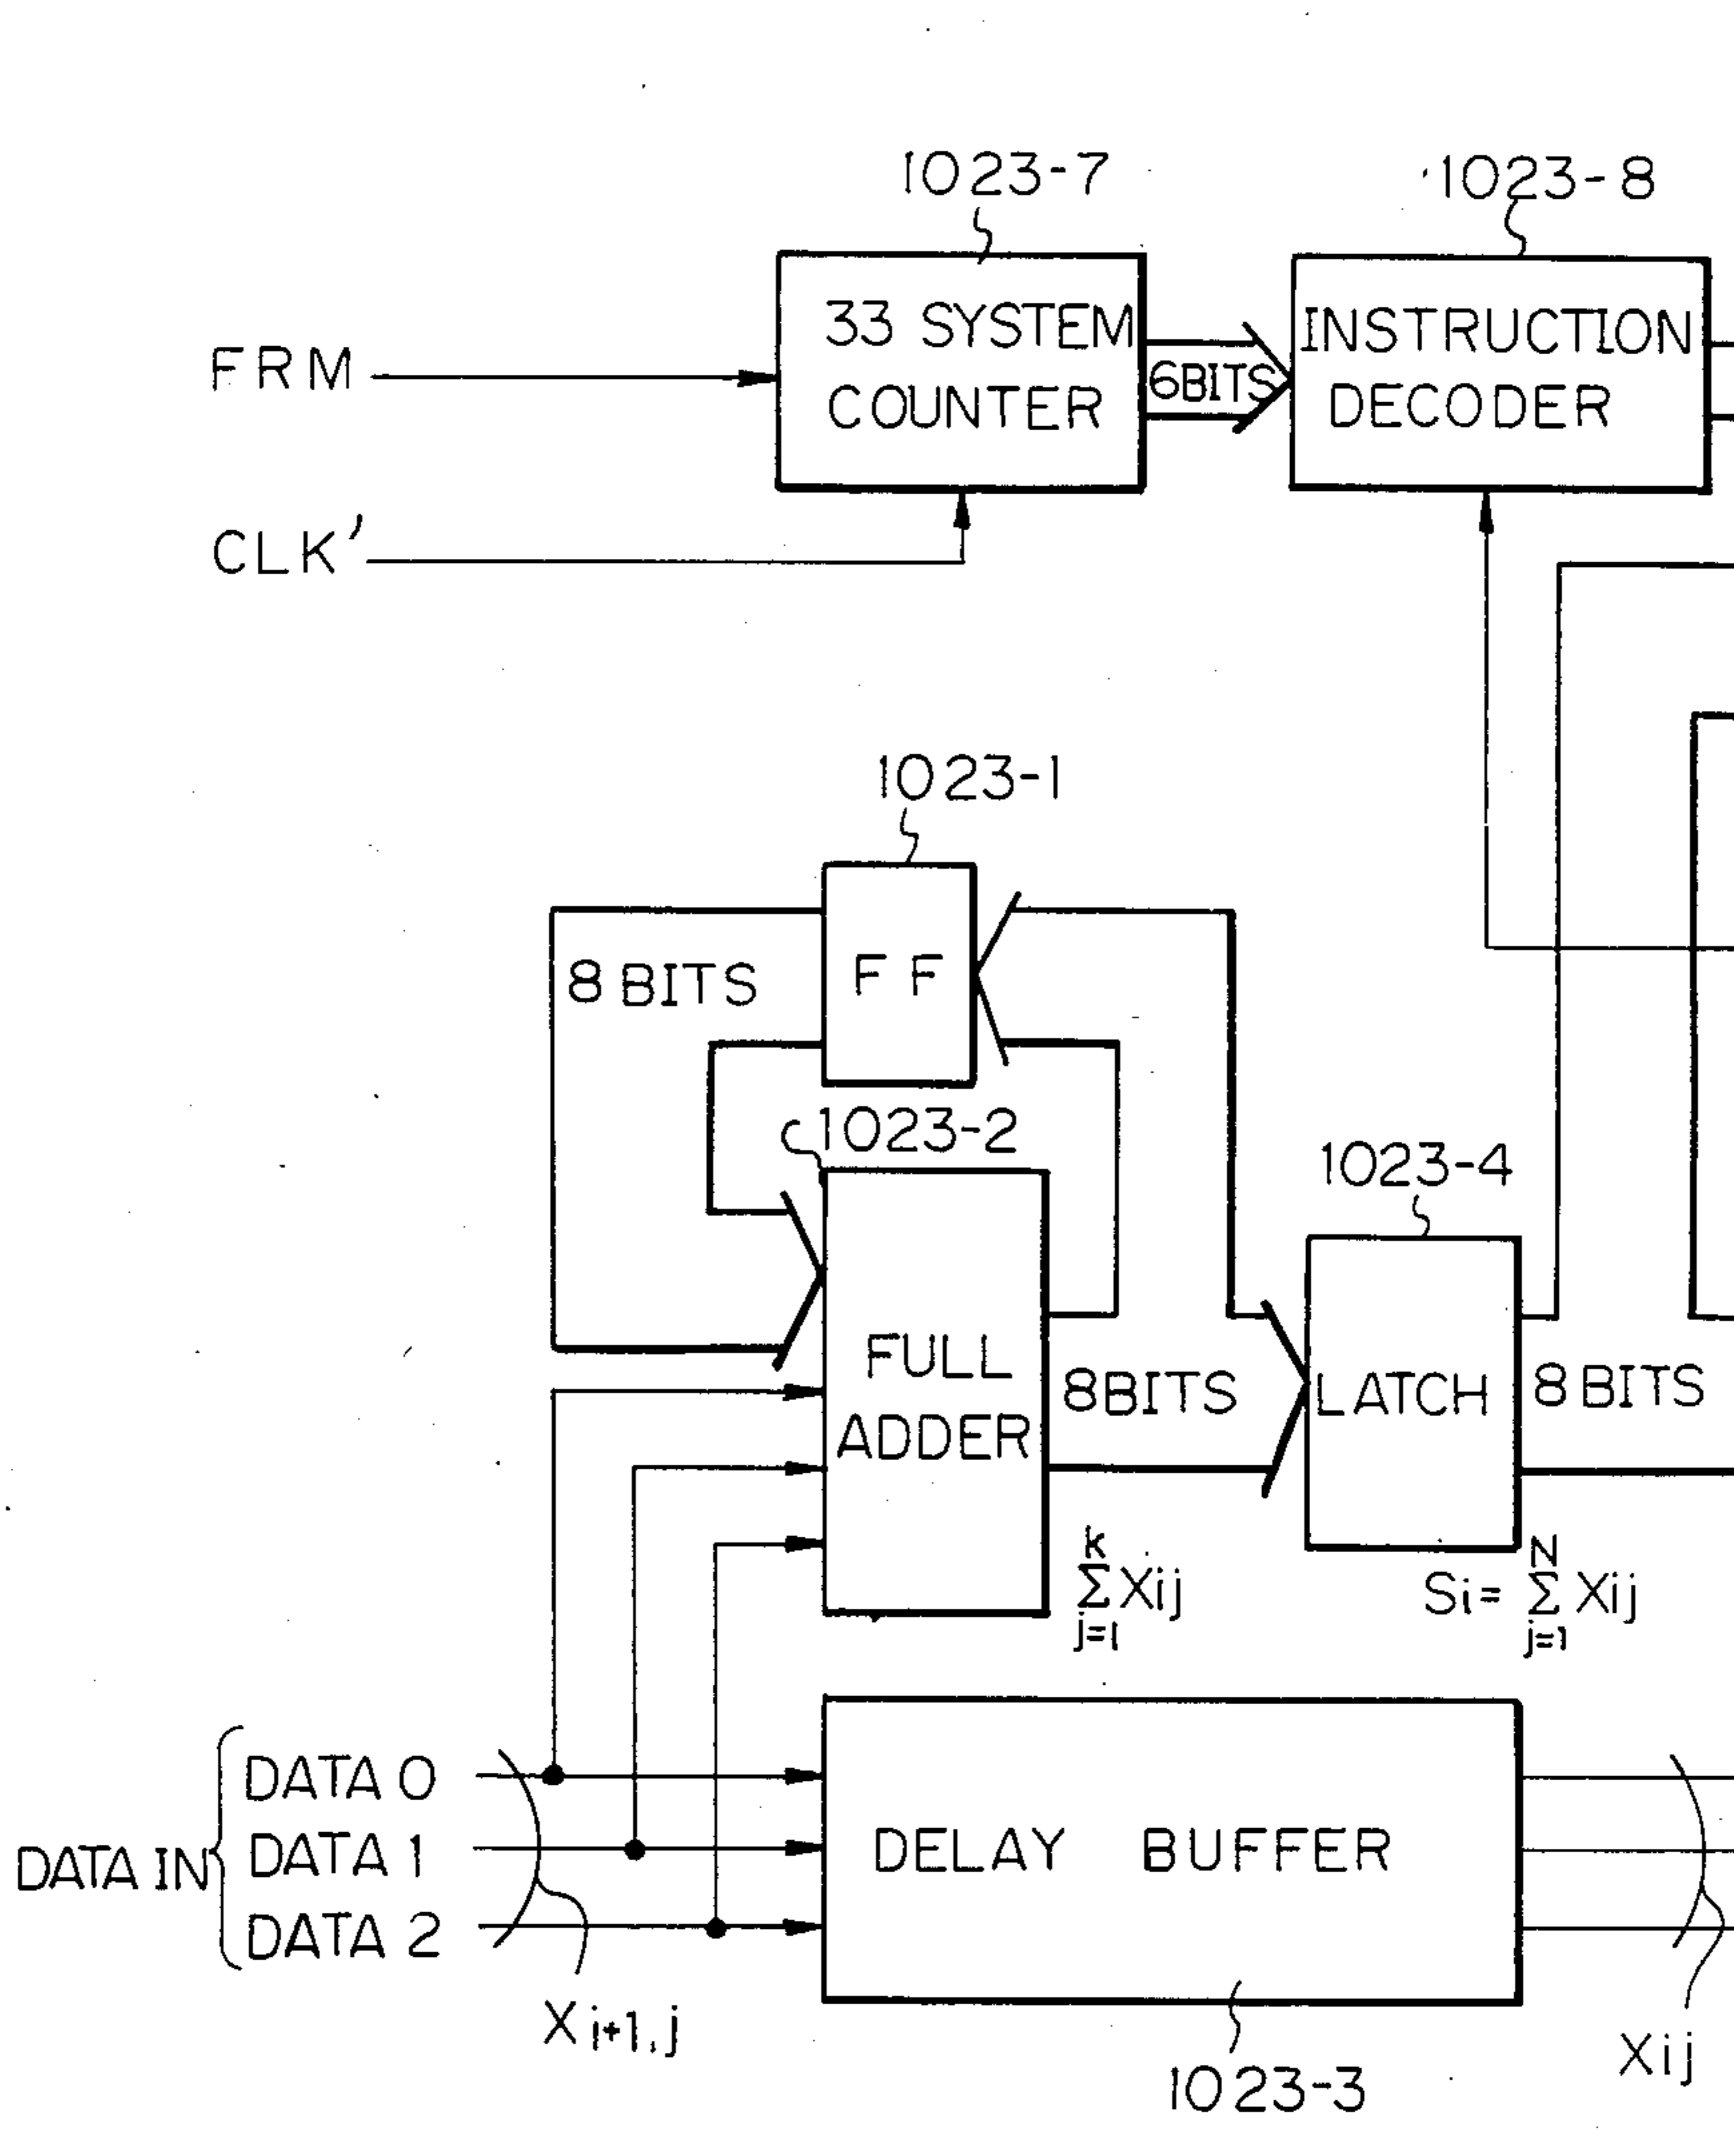 1023-7
1023-8
33 SYSTEM
COUNTER
6BITS
INSTRUCTION
DECODER
FRM
CLK'
1023-1
8 BITS
F F
1023-2
1023-4
FULL
ADDER
8BITS
LATCH
8 BITS
k
Σ Xij
j=1
N
Si= Σ Xij
j=1
DATA IN
DATA 0
DATA 1
DATA 2
DELAY BUFFER
Xi+1,j
Xij
1023-3